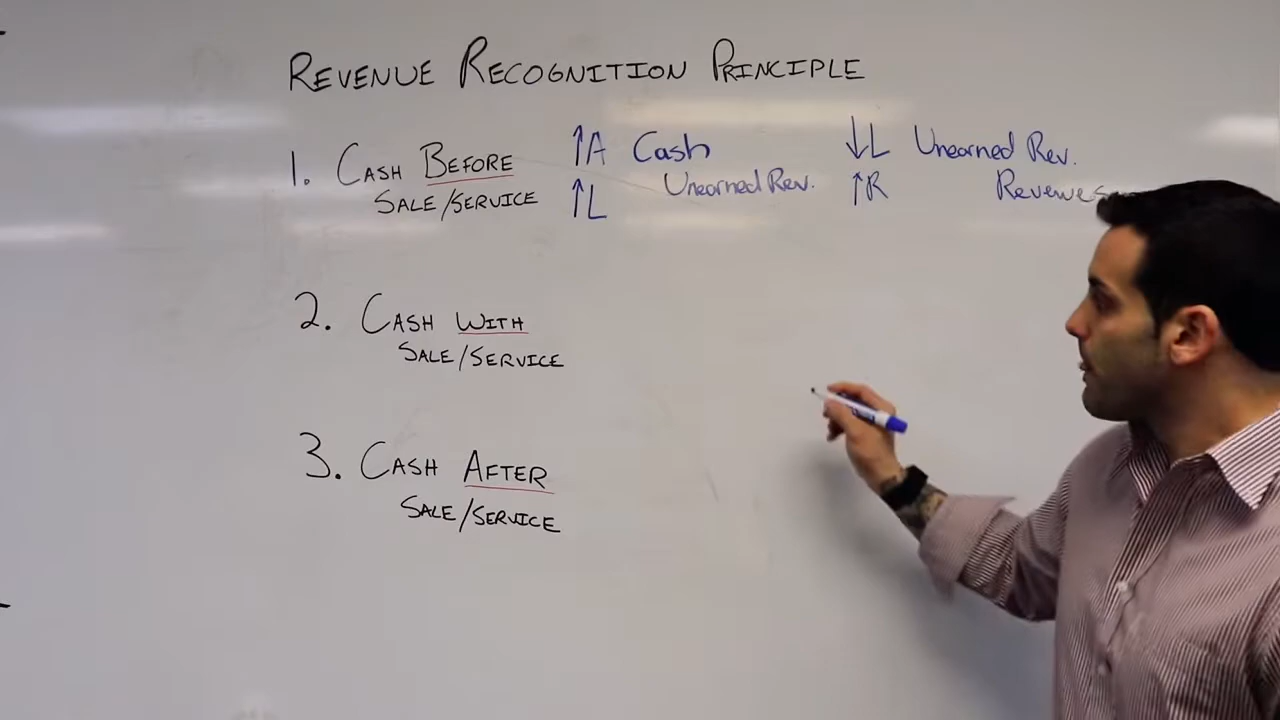 REVENUE RECOGNITION PRINCIPLE
1. CASH BEFORE
SALE/SERVICE
↑A Cash
↑L Unearned Rev.
↓L Unearned Rev.
↑R Revenues
2. CASH WITH
SALE/SERVICE
3. CASH AFTER
SALE/SERVICE